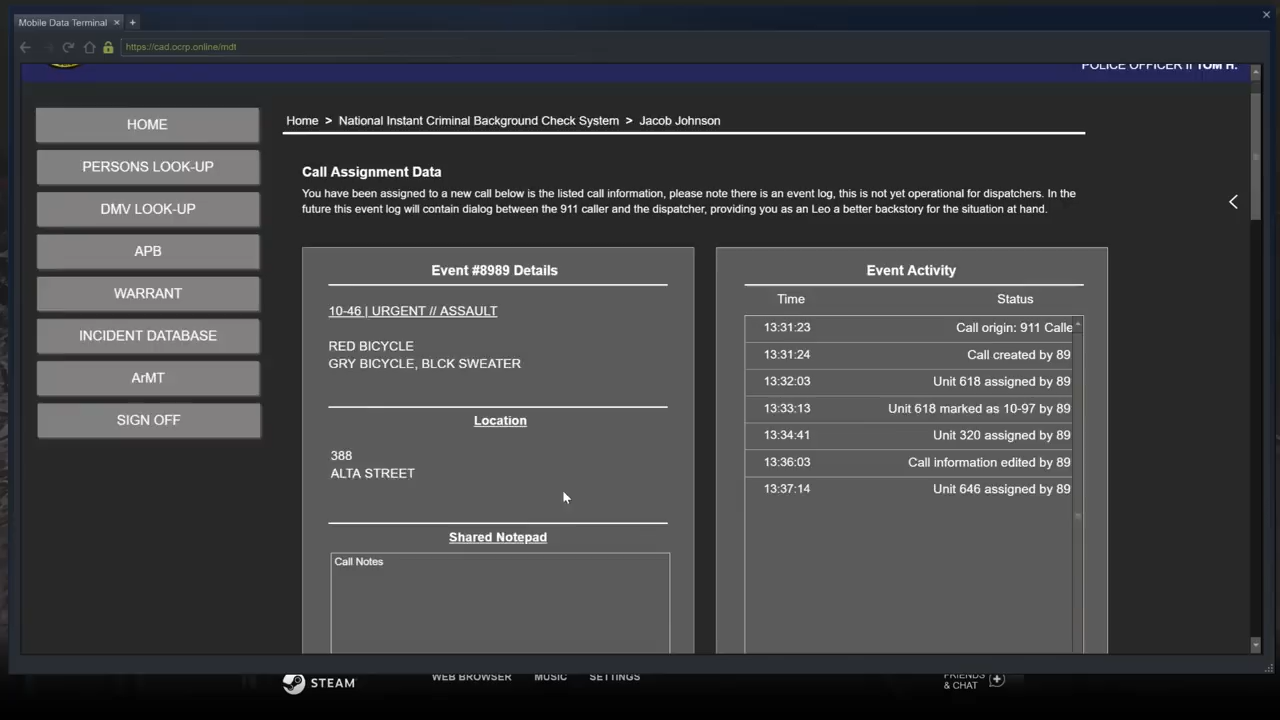 Mobile Data Terminal
https://cad.ocrp.online/mdt
POLICE OFFICER II TOM H.
HOME
PERSONS LOOK-UP
DMV LOOK-UP
APB
WARRANT
INCIDENT DATABASE
ArMT
SIGN OFF
Home > National Instant Criminal Background Check System > Jacob Johnson
Call Assignment Data
You have been assigned to a new call below is the listed call information, please note there is an event log, this is not yet operational for dispatchers. In the
future this event log will contain dialog between the 911 caller and the dispatcher, providing you as an Leo a better backstory for the situation at hand.
Event #8989 Details
10-46 | URGENT // ASSAULT
RED BICYCLE
GRY BICYCLE, BLCK SWEATER
Location
388
ALTA STREET
Shared Notepad
Call Notes
Event Activity
Time Status
13:31:23 Call origin: 911 Calle
13:31:24 Call created by 89
13:32:03 Unit 618 assigned by 89
13:33:13 Unit 618 marked as 10-97 by 89
13:34:41 Unit 320 assigned by 89
13:36:03 Call information edited by 89
13:37:14 Unit 646 assigned by 89
STEAM
WEB BROWSER MUSIC SETTINGS
FRIENDS
& CHAT